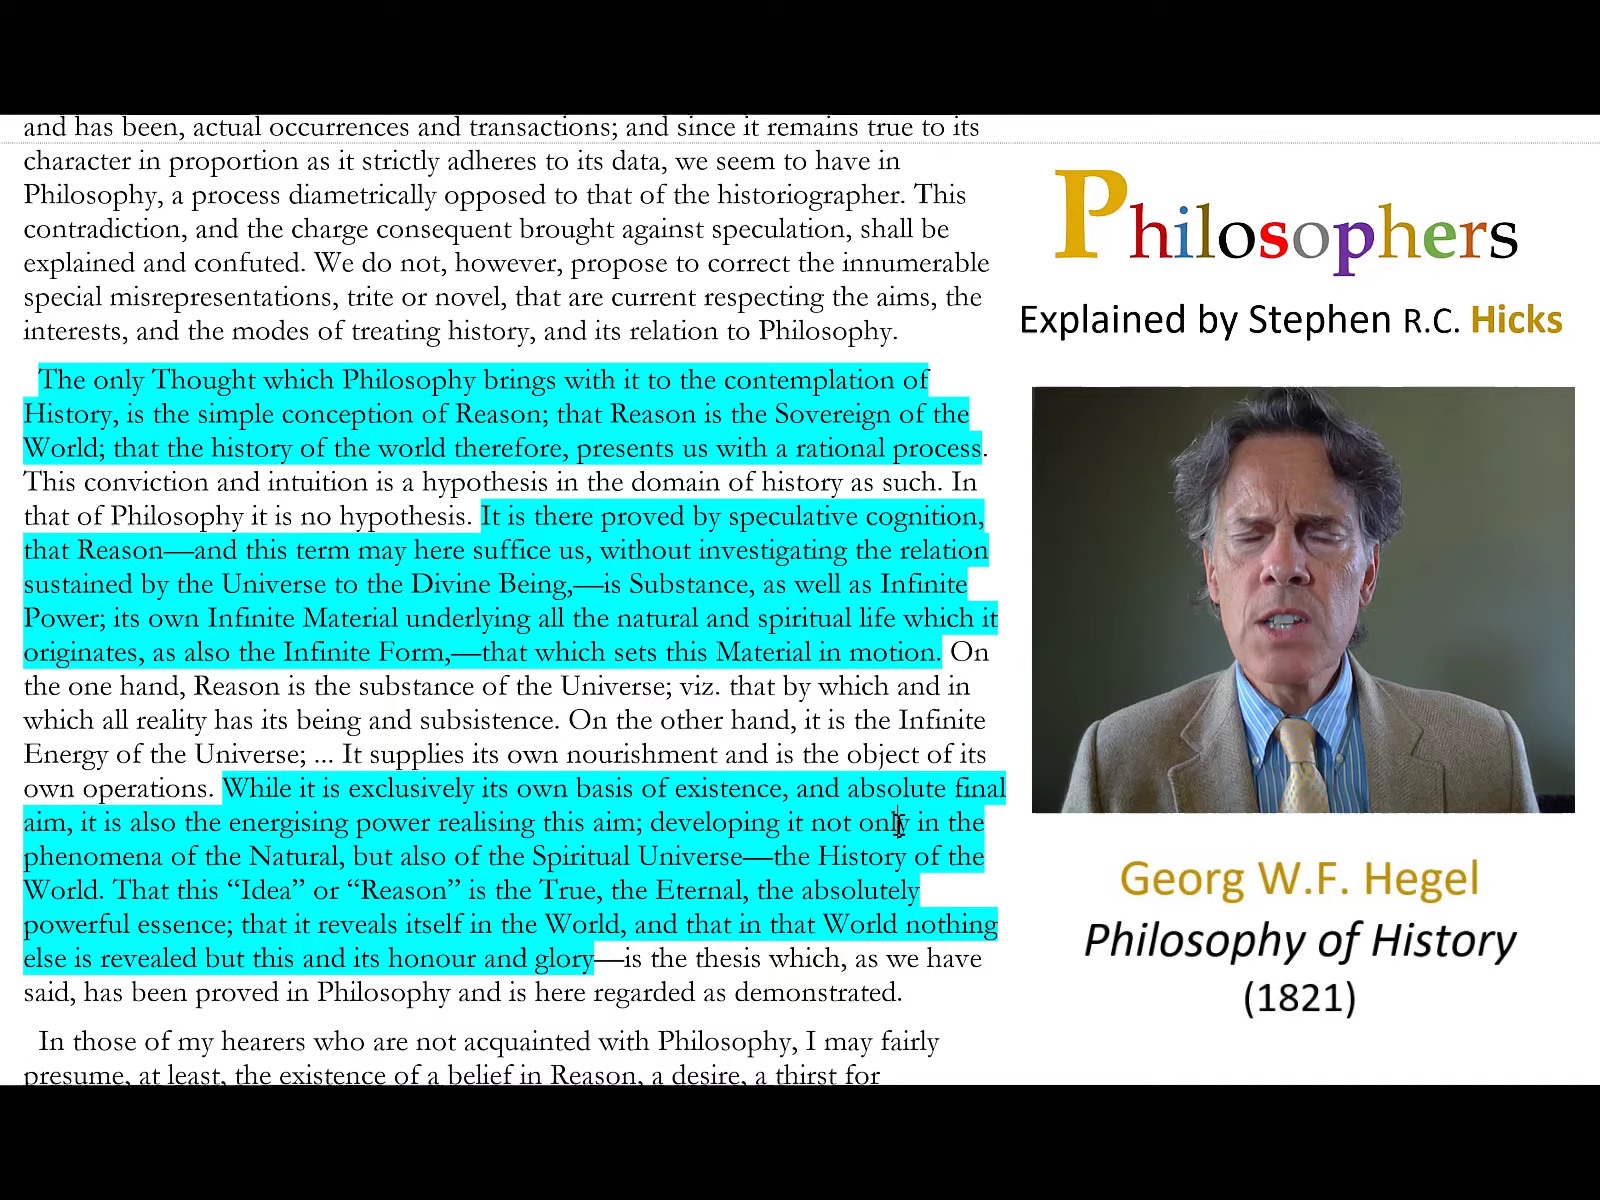 and has been, actual occurrences and transactions; and since it remains true to its
character in proportion as it strictly adheres to its data, we seem to have in
Philosophy, a process diametrically opposed to that of the historiographer. This
contradiction, and the charge consequent brought against speculation, shall be
explained and confuted. We do not, however, propose to correct the innumerable
special misrepresentations, trite or novel, that are current respecting the aims, the
interests, and the modes of treating history, and its relation to Philosophy.
The only Thought which Philosophy brings with it to the contemplation of
History, is the simple conception of Reason; that Reason is the Sovereign of the
World; that the history of the world therefore, presents us with a rational process.
This conviction and intuition is a hypothesis in the domain of history as such. In
that of Philosophy it is no hypothesis. It is there proved by speculative cognition,
that Reason—and this term may here suffice us, without investigating the relation
sustained by the Universe to the Divine Being,—is Substance, as well as Infinite
Power; its own Infinite Material underlying all the natural and spiritual life which it
originates, as also the Infinite Form,—that which sets this Material in motion. On
the one hand, Reason is the substance of the Universe; viz. that by which and in
which all reality has its being and subsistence. On the other hand, it is the Infinite
Energy of the Universe; ... It supplies its own nourishment and is the object of its
own operations. While it is exclusively its own basis of existence, and absolute final
aim, it is also the energising power realising this aim; developing it not only in the
phenomena of the Natural, but also of the Spiritual Universe—the History of the
World. That this “Idea” or “Reason” is the True, the Eternal, the absolutely
powerful essence; that it reveals itself in the World, and that in that World nothing
else is revealed but this and its honour and glory—is the thesis which, as we have
said, has been proved in Philosophy and is here regarded as demonstrated.
In those of my hearers who are not acquainted with Philosophy, I may fairly
presume, at least, the existence of a belief in Reason, a desire, a thirst for
Philosophers
Explained by Stephen R.C. Hicks
Georg W.F. Hegel
Philosophy of History
(1821)